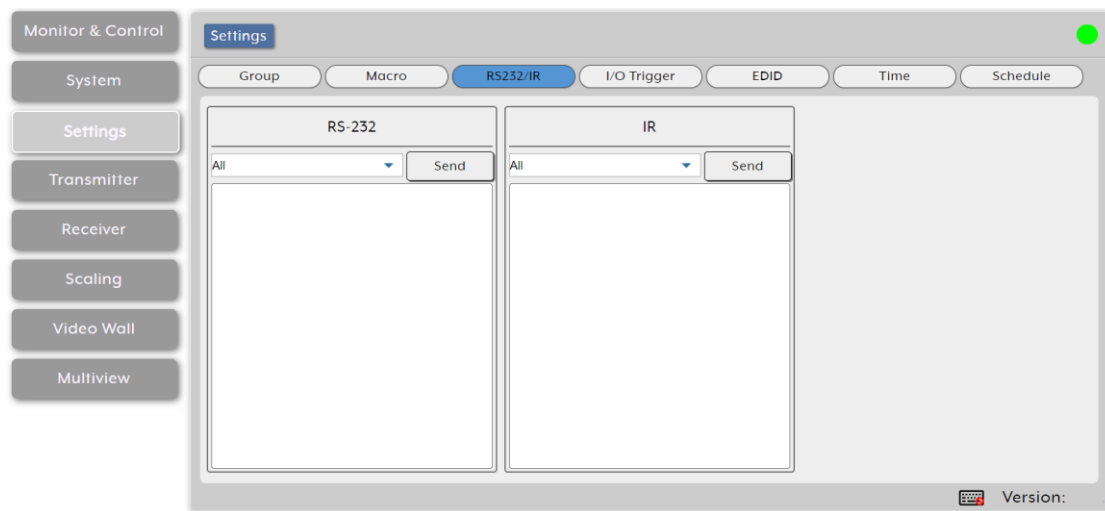 Monitor & Control
System
Settings
Transmitter
Receiver
Scaling
Video Wall
Multiview
Settings
Group Macro RS232/IR I/O Trigger EDID Time Schedule
RS-232
All Send
IR
All Send
Version: